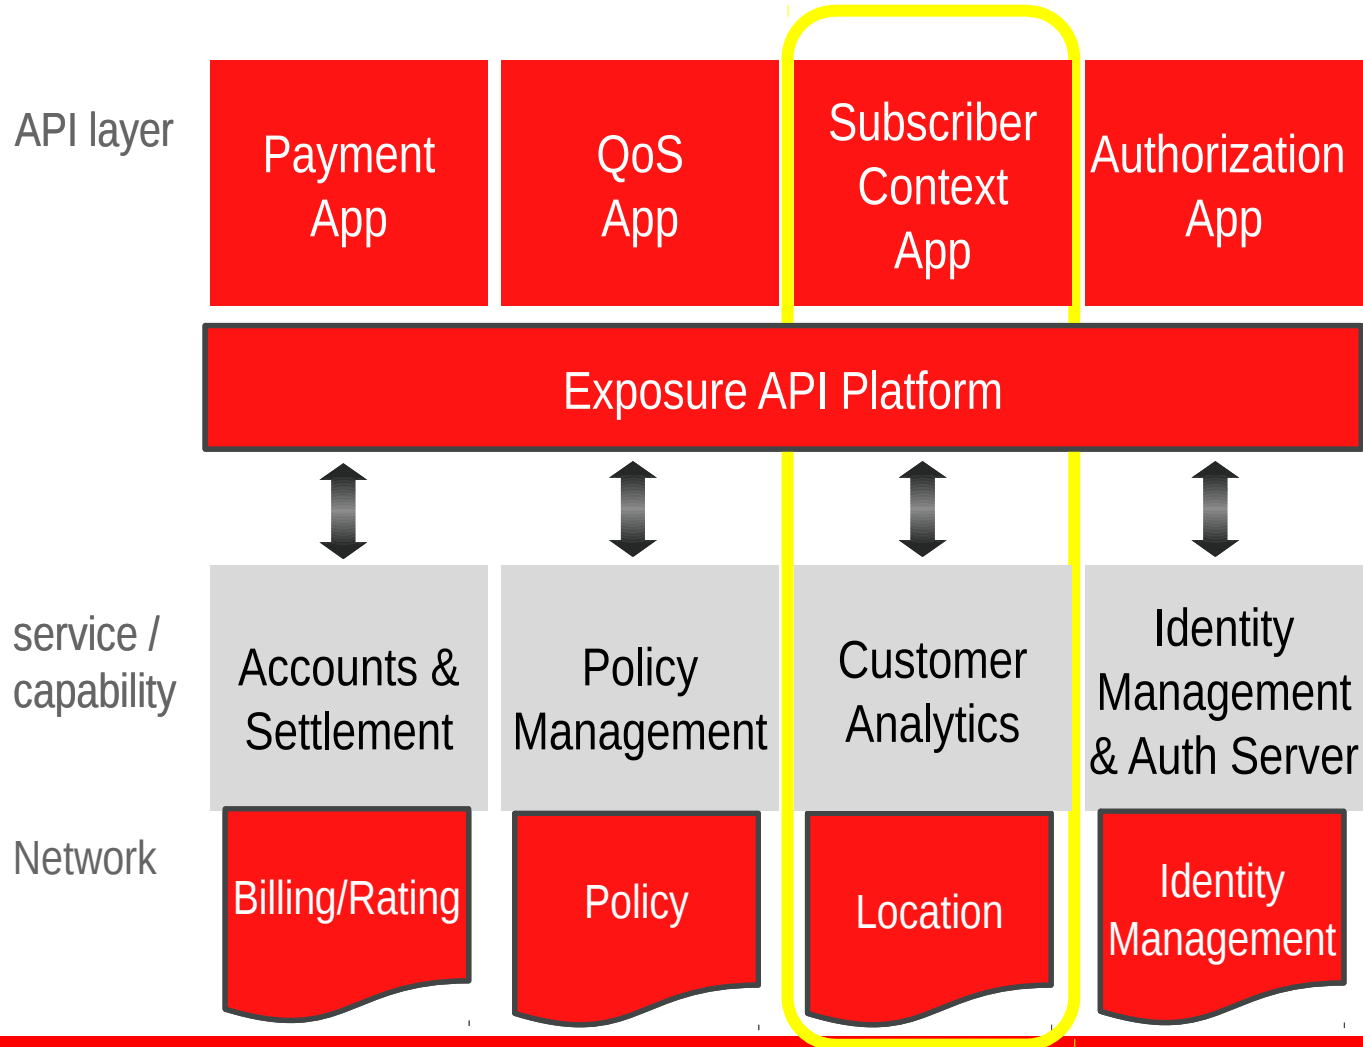 API layer
Payment
App
QoS
App
Subscriber
Context
App
Authorization
App
Exposure API Platform
service /
capability
Accounts &
Settlement
Policy
Management
Customer
Analytics
Identity
Management
& Auth Server
Network
Billing/Rating
Policy
Location
Identity
Management